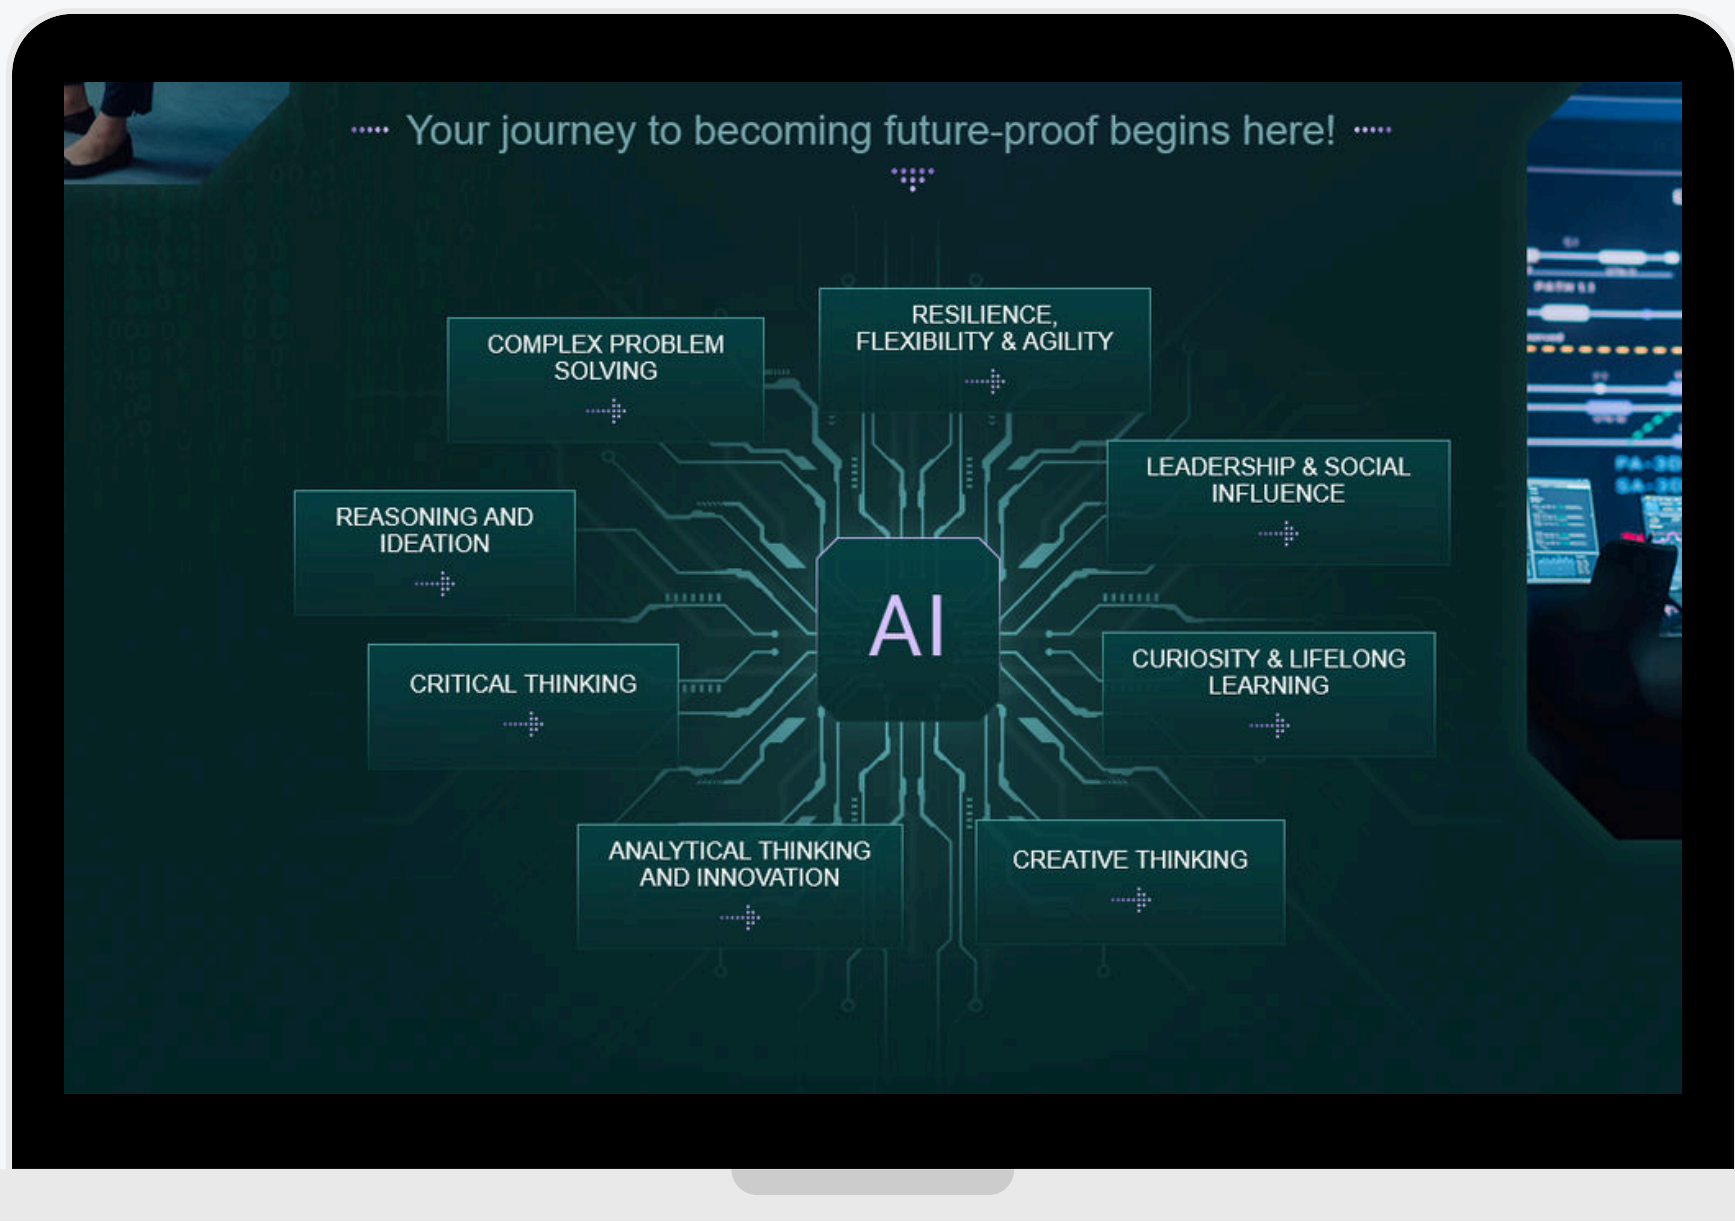 Your journey to becoming future-proof begins here!
COMPLEX PROBLEM
SOLVING
RESILIENCE,
FLEXIBILITY & AGILITY
LEADERSHIP & SOCIAL
INFLUENCE
REASONING AND
IDEATION
AI
CRITICAL THINKING
CURIOSITY & LIFELONG
LEARNING
ANALYTICAL THINKING
AND INNOVATION
CREATIVE THINKING